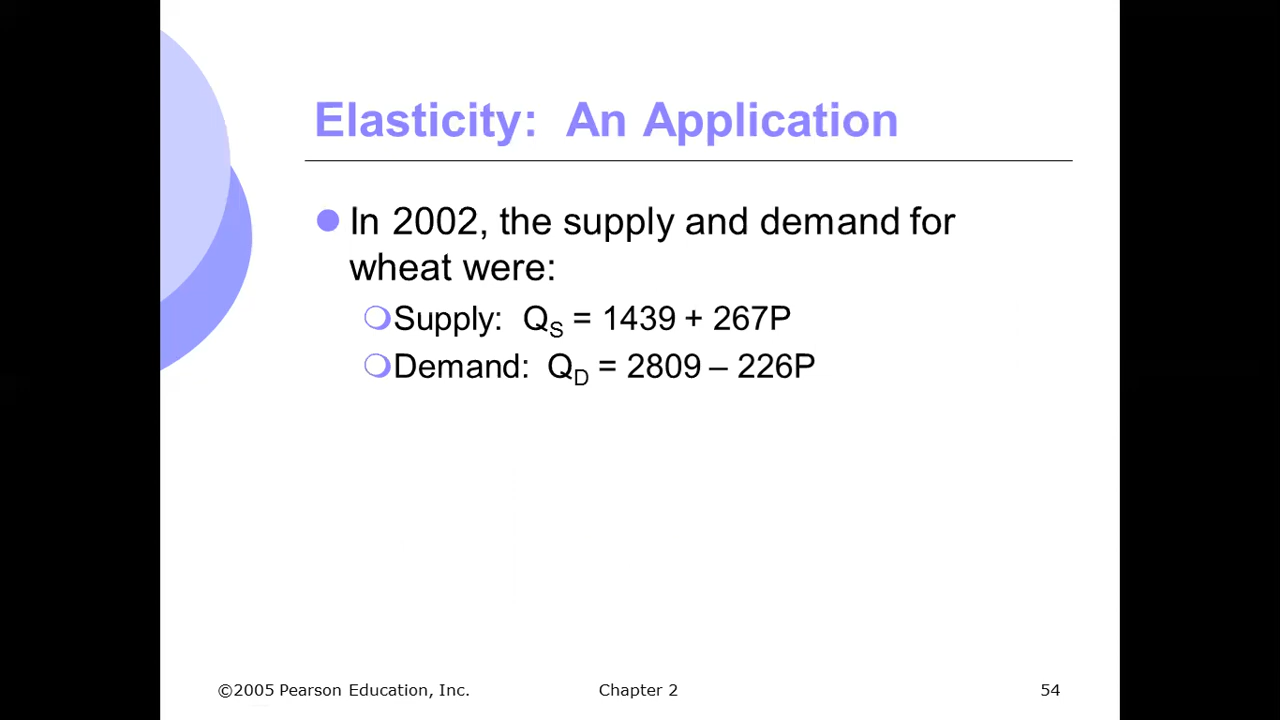 Elasticity: An Application
In 2002, the supply and demand for
wheat were:
Supply: QS = 1439 + 267P
Demand: QD = 2809 – 226P
©2005 Pearson Education, Inc. Chapter 2 54